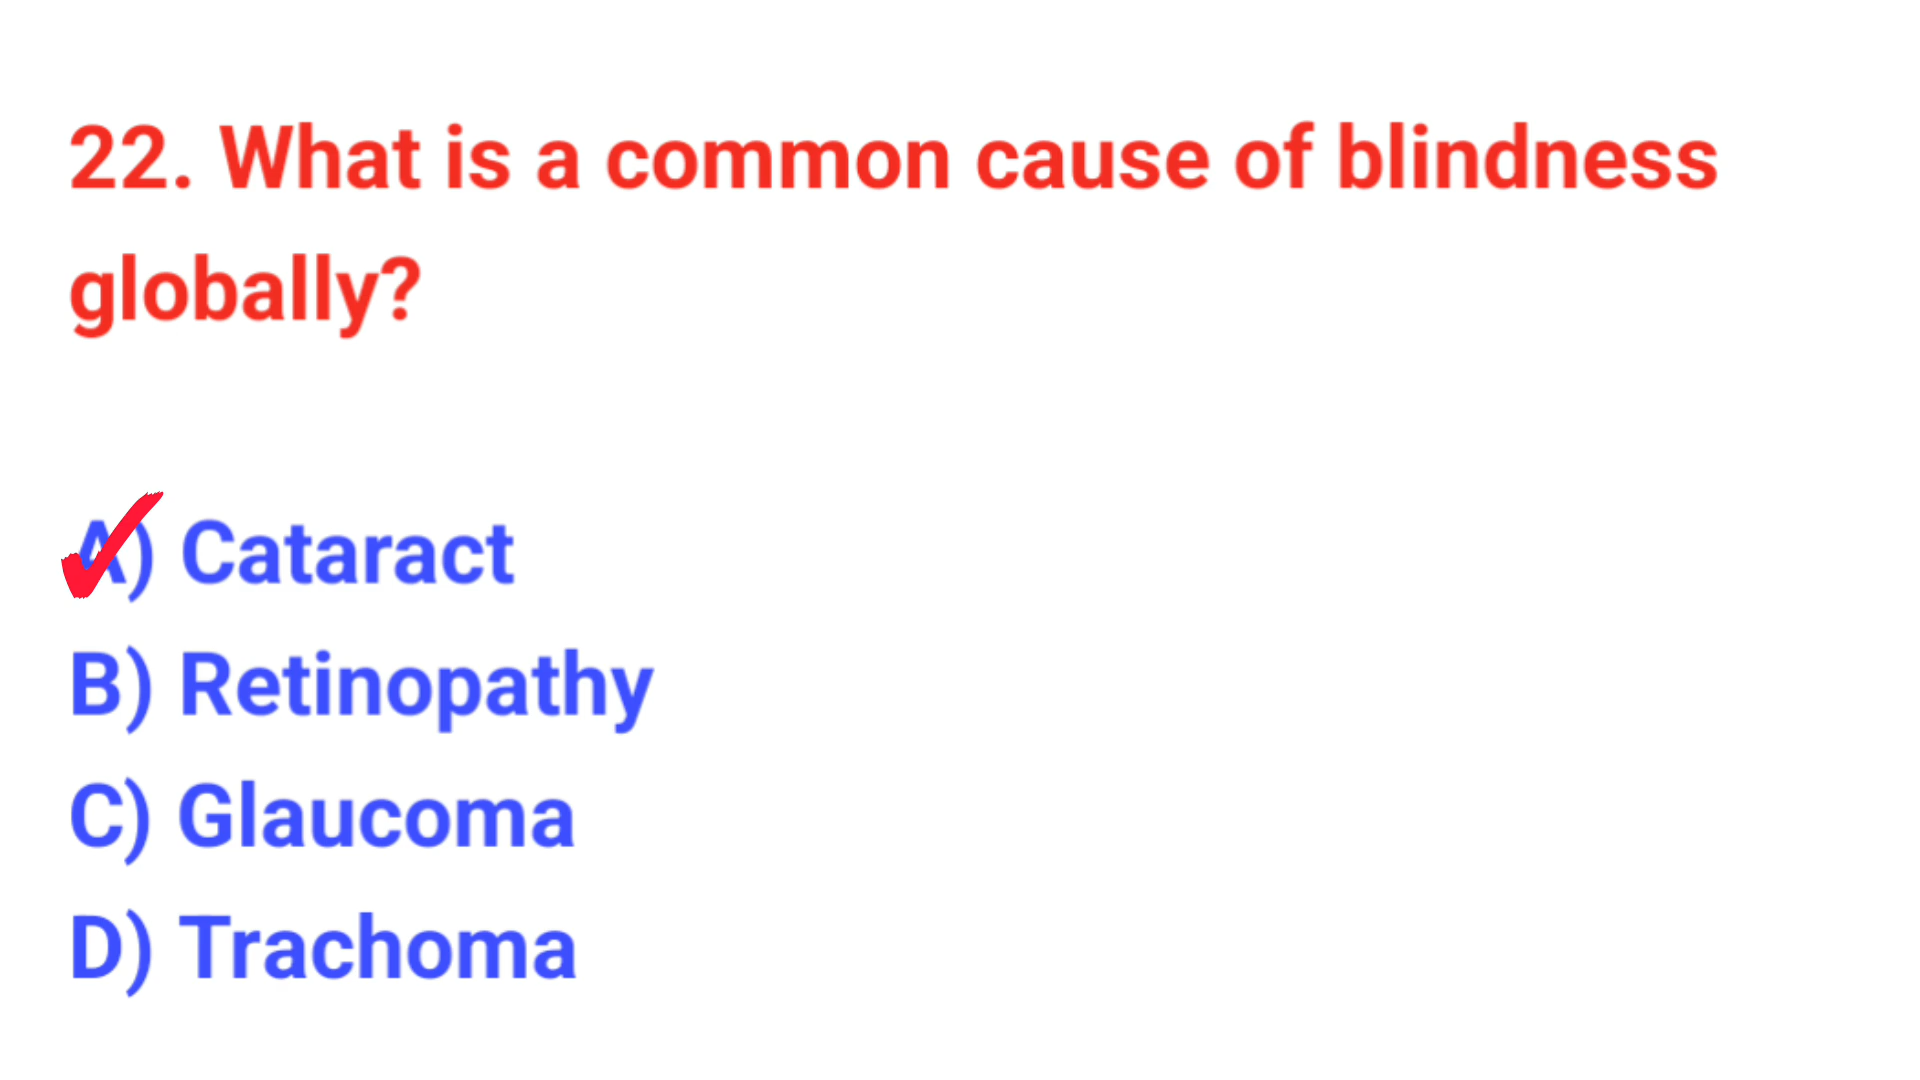 22. What is a common cause of blindness
globally?
A) Cataract
B) Retinopathy
C) Glaucoma
D) Trachoma